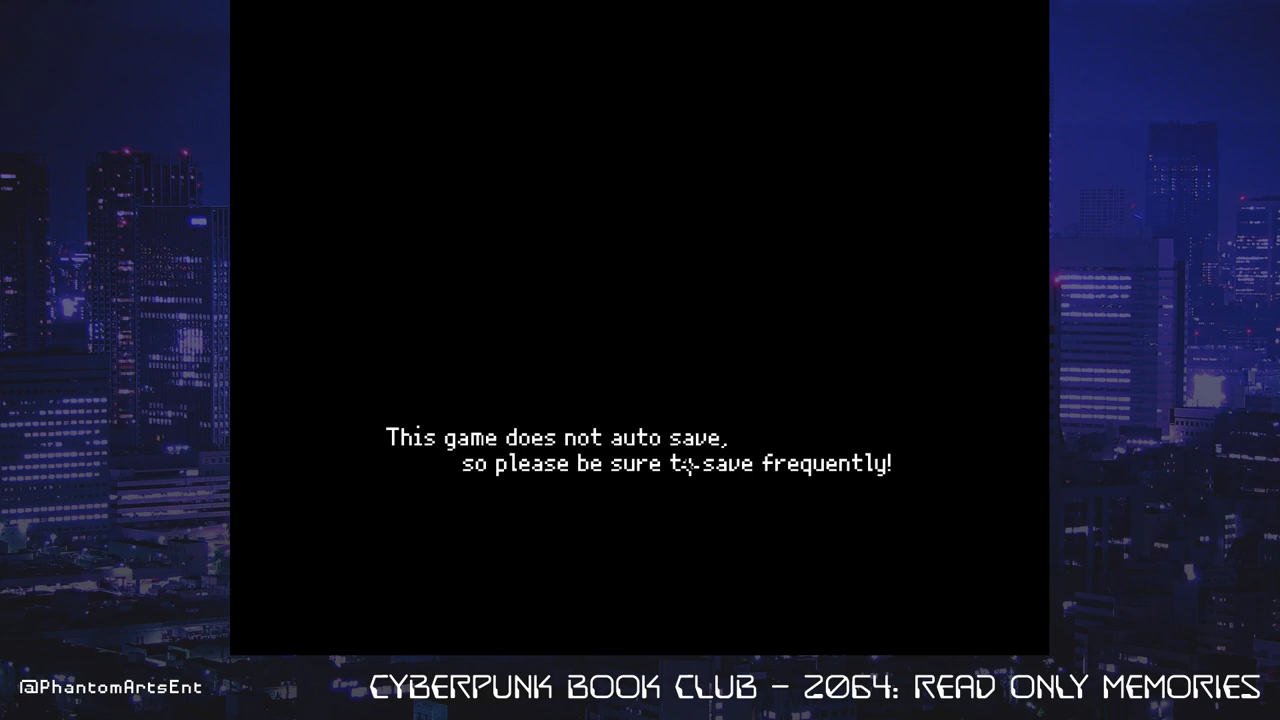 This game does not auto save,
so please be sure to save frequently!
@PhantomArtsEnt
CYBERPUNK BOOK CLUB - 2064: READ ONLY MEMORIES